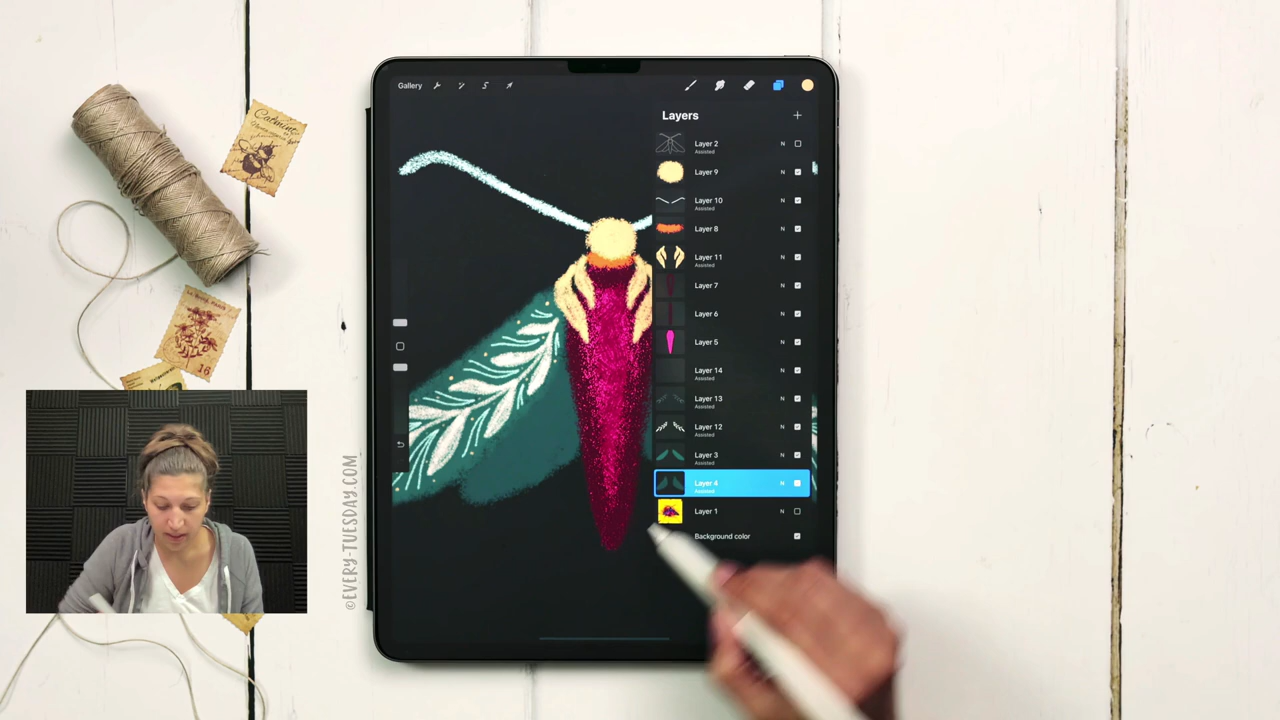 Gallery
Layers
Layer 2
Assisted
N
Layer 9
N
Layer 10
Assisted
N
Layer 8
N
Layer 11
Assisted
N
Layer 7
N
Layer 6
N
Layer 5
N
Layer 14
Assisted
N
Layer 13
Assisted
N
Layer 12
Assisted
N
Layer 3
Assisted
N
Layer 4
Assisted
N
Layer 1
N
Background color
Calmint
16
©EVERY-TUESDAY.COM